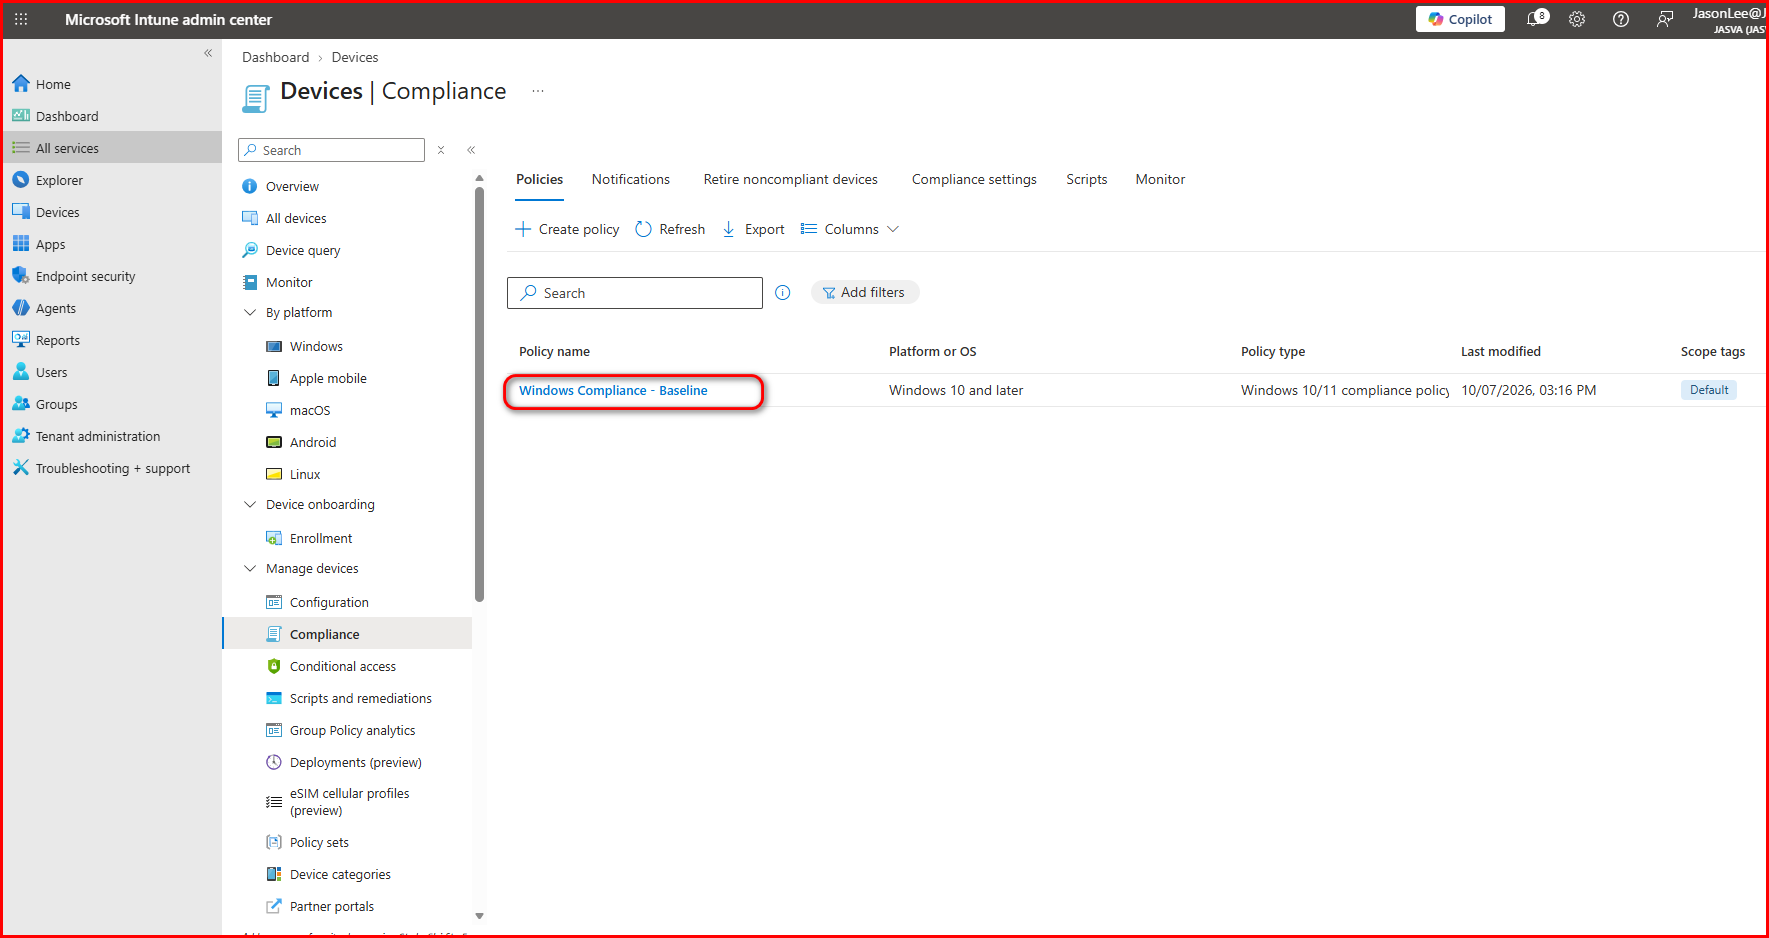 Microsoft Intune admin center
Copilot
8
JasonLee@J
JASVA (JAS
Home
Dashboard
All services
Explorer
Devices
Apps
Endpoint security
Agents
Reports
Users
Groups
Tenant administration
Troubleshooting + support
Dashboard › Devices
Devices | Compliance ...
Search
Overview
All devices
Device query
Monitor
By platform
Windows
Apple mobile
macOS
Android
Linux
Device onboarding
Enrollment
Manage devices
Configuration
Compliance
Conditional access
Scripts and remediations
Group Policy analytics
Deployments (preview)
eSIM cellular profiles
(preview)
Policy sets
Device categories
Partner portals
Policies Notifications Retire noncompliant devices Compliance settings Scripts Monitor
Create policy Refresh Export Columns
Search Add filters
Policy name Platform or OS Policy type Last modified Scope tags
Windows Compliance - Baseline Windows 10 and later Windows 10/11 compliance policy 10/07/2026, 03:16 PM Default